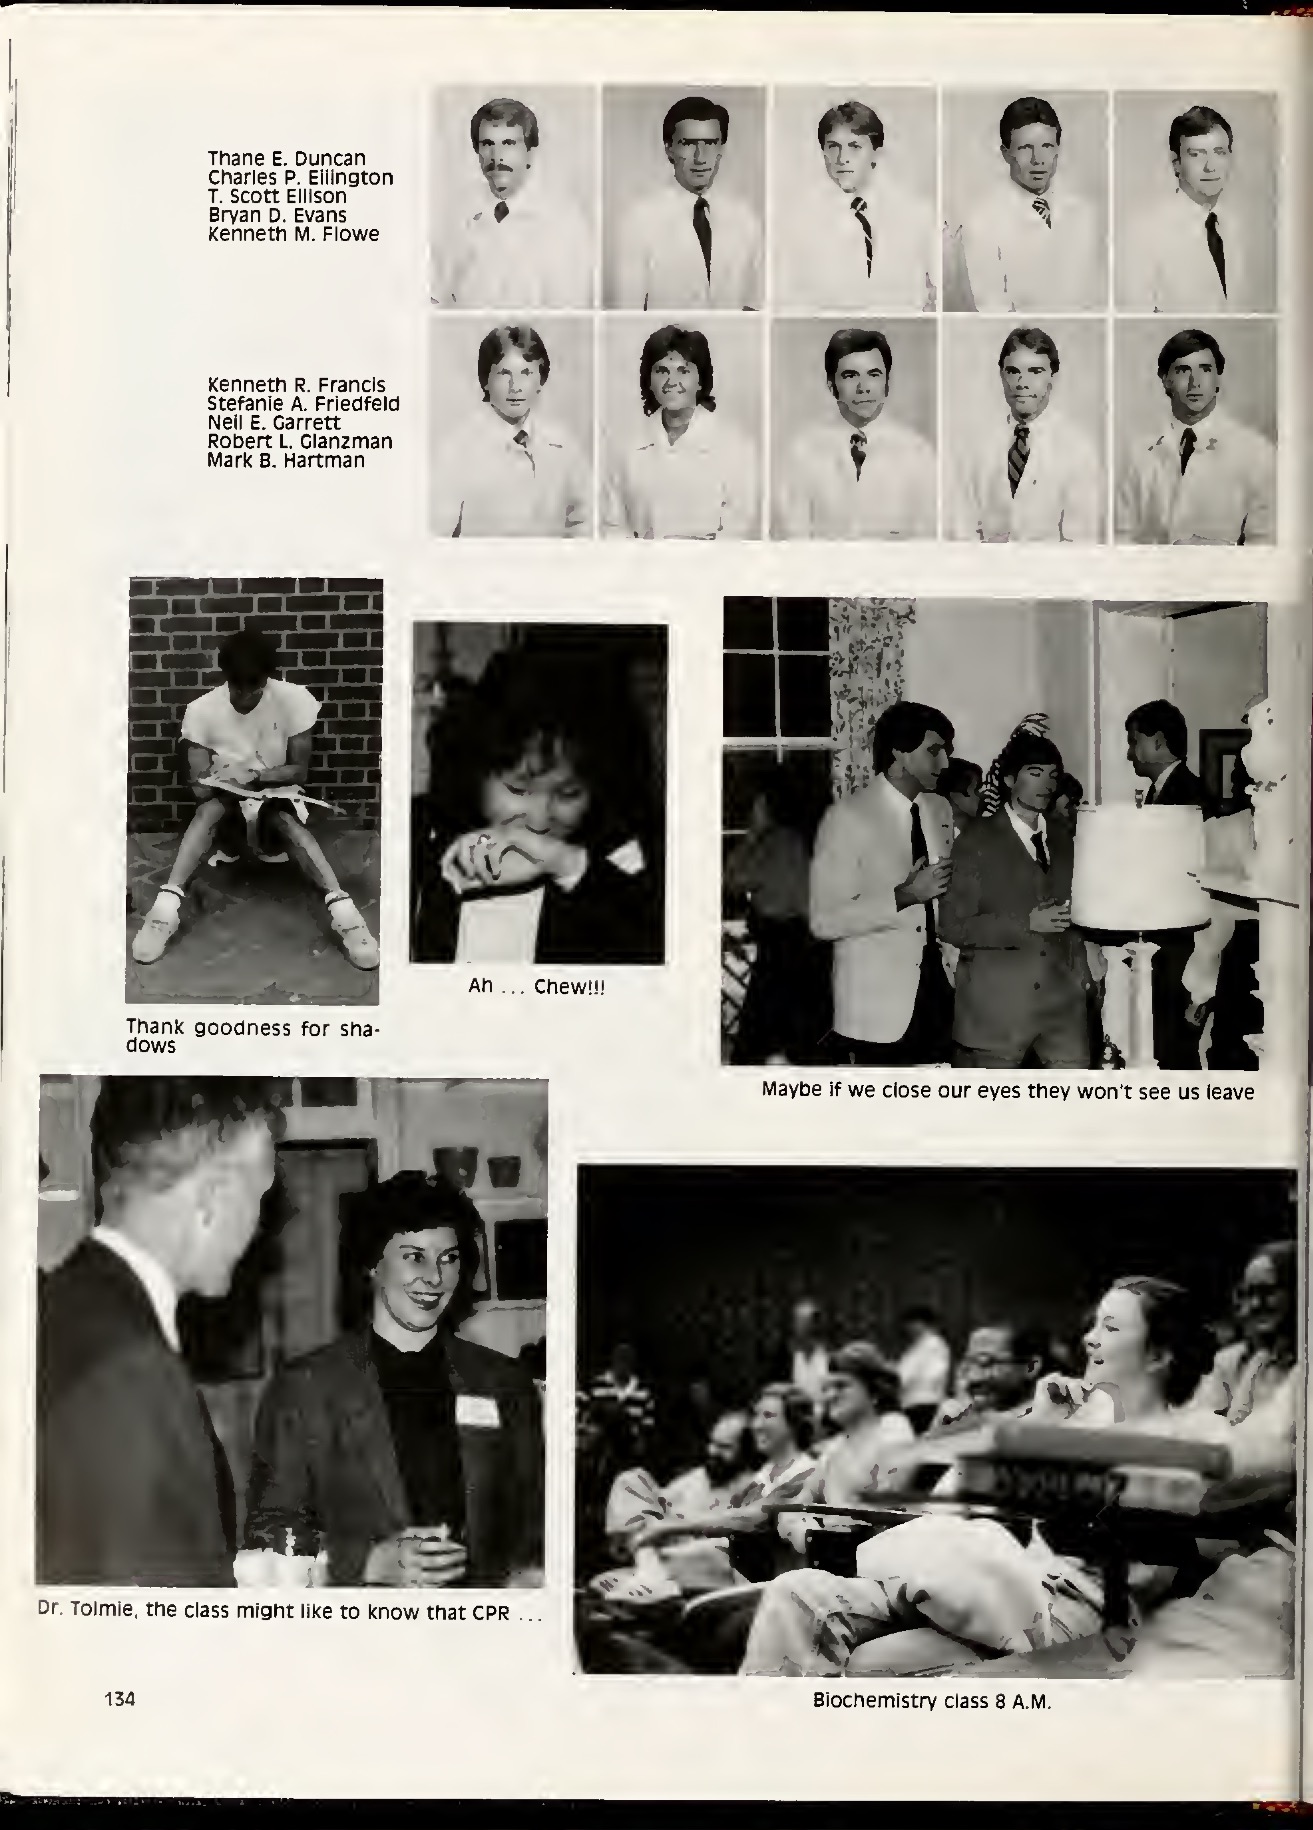 Thane E. Duncan
Charles P. Ellington
T. Scott Ellison
Bryan D. Evans
Kenneth M. Flowe
Kenneth R. Francis
Stefanie A. Friedfeld
Neil E. Garrett
Robert L. Glanzman
Mark B. Hartman
Ah ... Chew!!!
Thank goodness for sha-
dows
Maybe if we close our eyes they won't see us leave
Dr. Tolmie, the class might like to know that CPR ...
134
Biochemistry class 8 A.M.